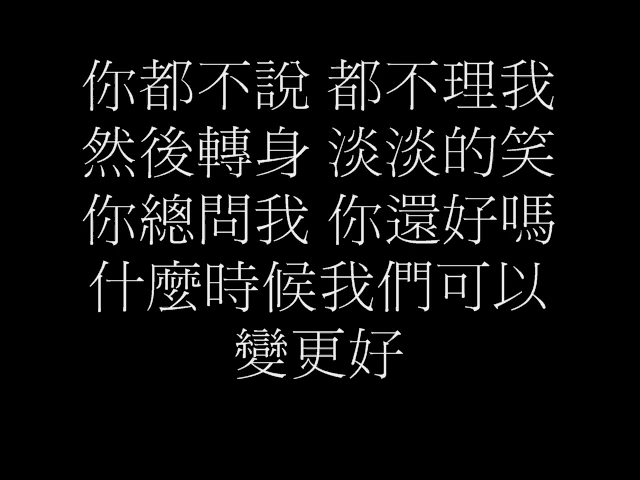 你都不說 都不理我
然後轉身 淡淡的笑
你總問我 你還好嗎
什麼時候我們可以
變更好